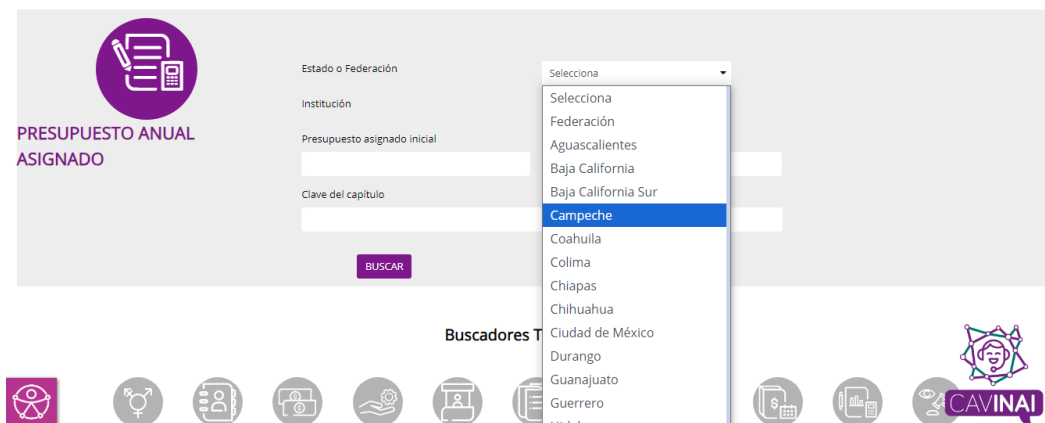 PRESUPUESTO ANUAL
ASIGNADO
Estado o Federación
Selecciona
Institución
Presupuesto asignado inicial
Clave del capítulo
BUSCAR
Selecciona
Federación
Aguascalientes
Baja California
Baja California Sur
Campeche
Coahuila
Colima
Chiapas
Chihuahua
Ciudad de México
Durango
Guanajuato
Guerrero
Buscadores T
CAVINAI